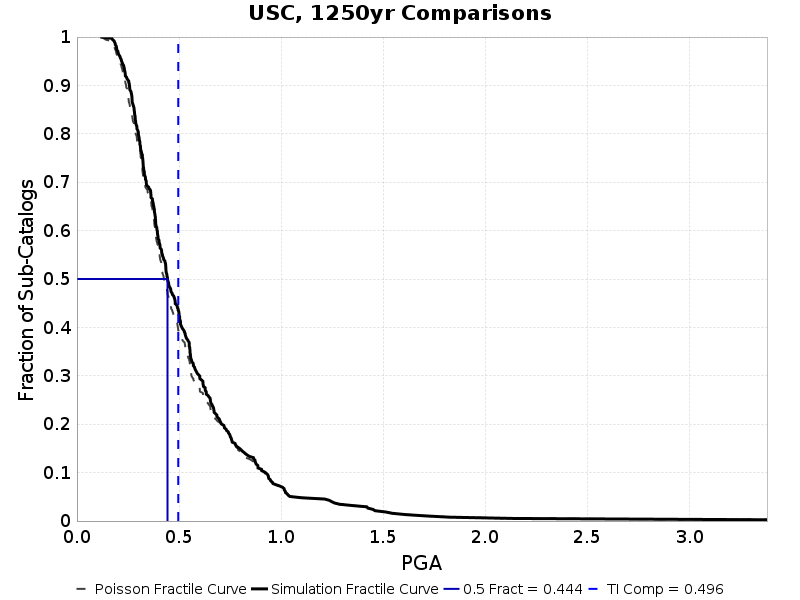 USC, 1250yr Comparisons
1
0.9
0.8
0.7
0.6
0.5
0.4
0.3
0.2
0.1
0
Fraction of Sub-Catalogs
0.0 0.5 1.0 1.5 2.0 2.5 3.0
PGA
Poisson Fractile Curve Simulation Fractile Curve 0.5 Fract = 0.444 TI Comp = 0.496